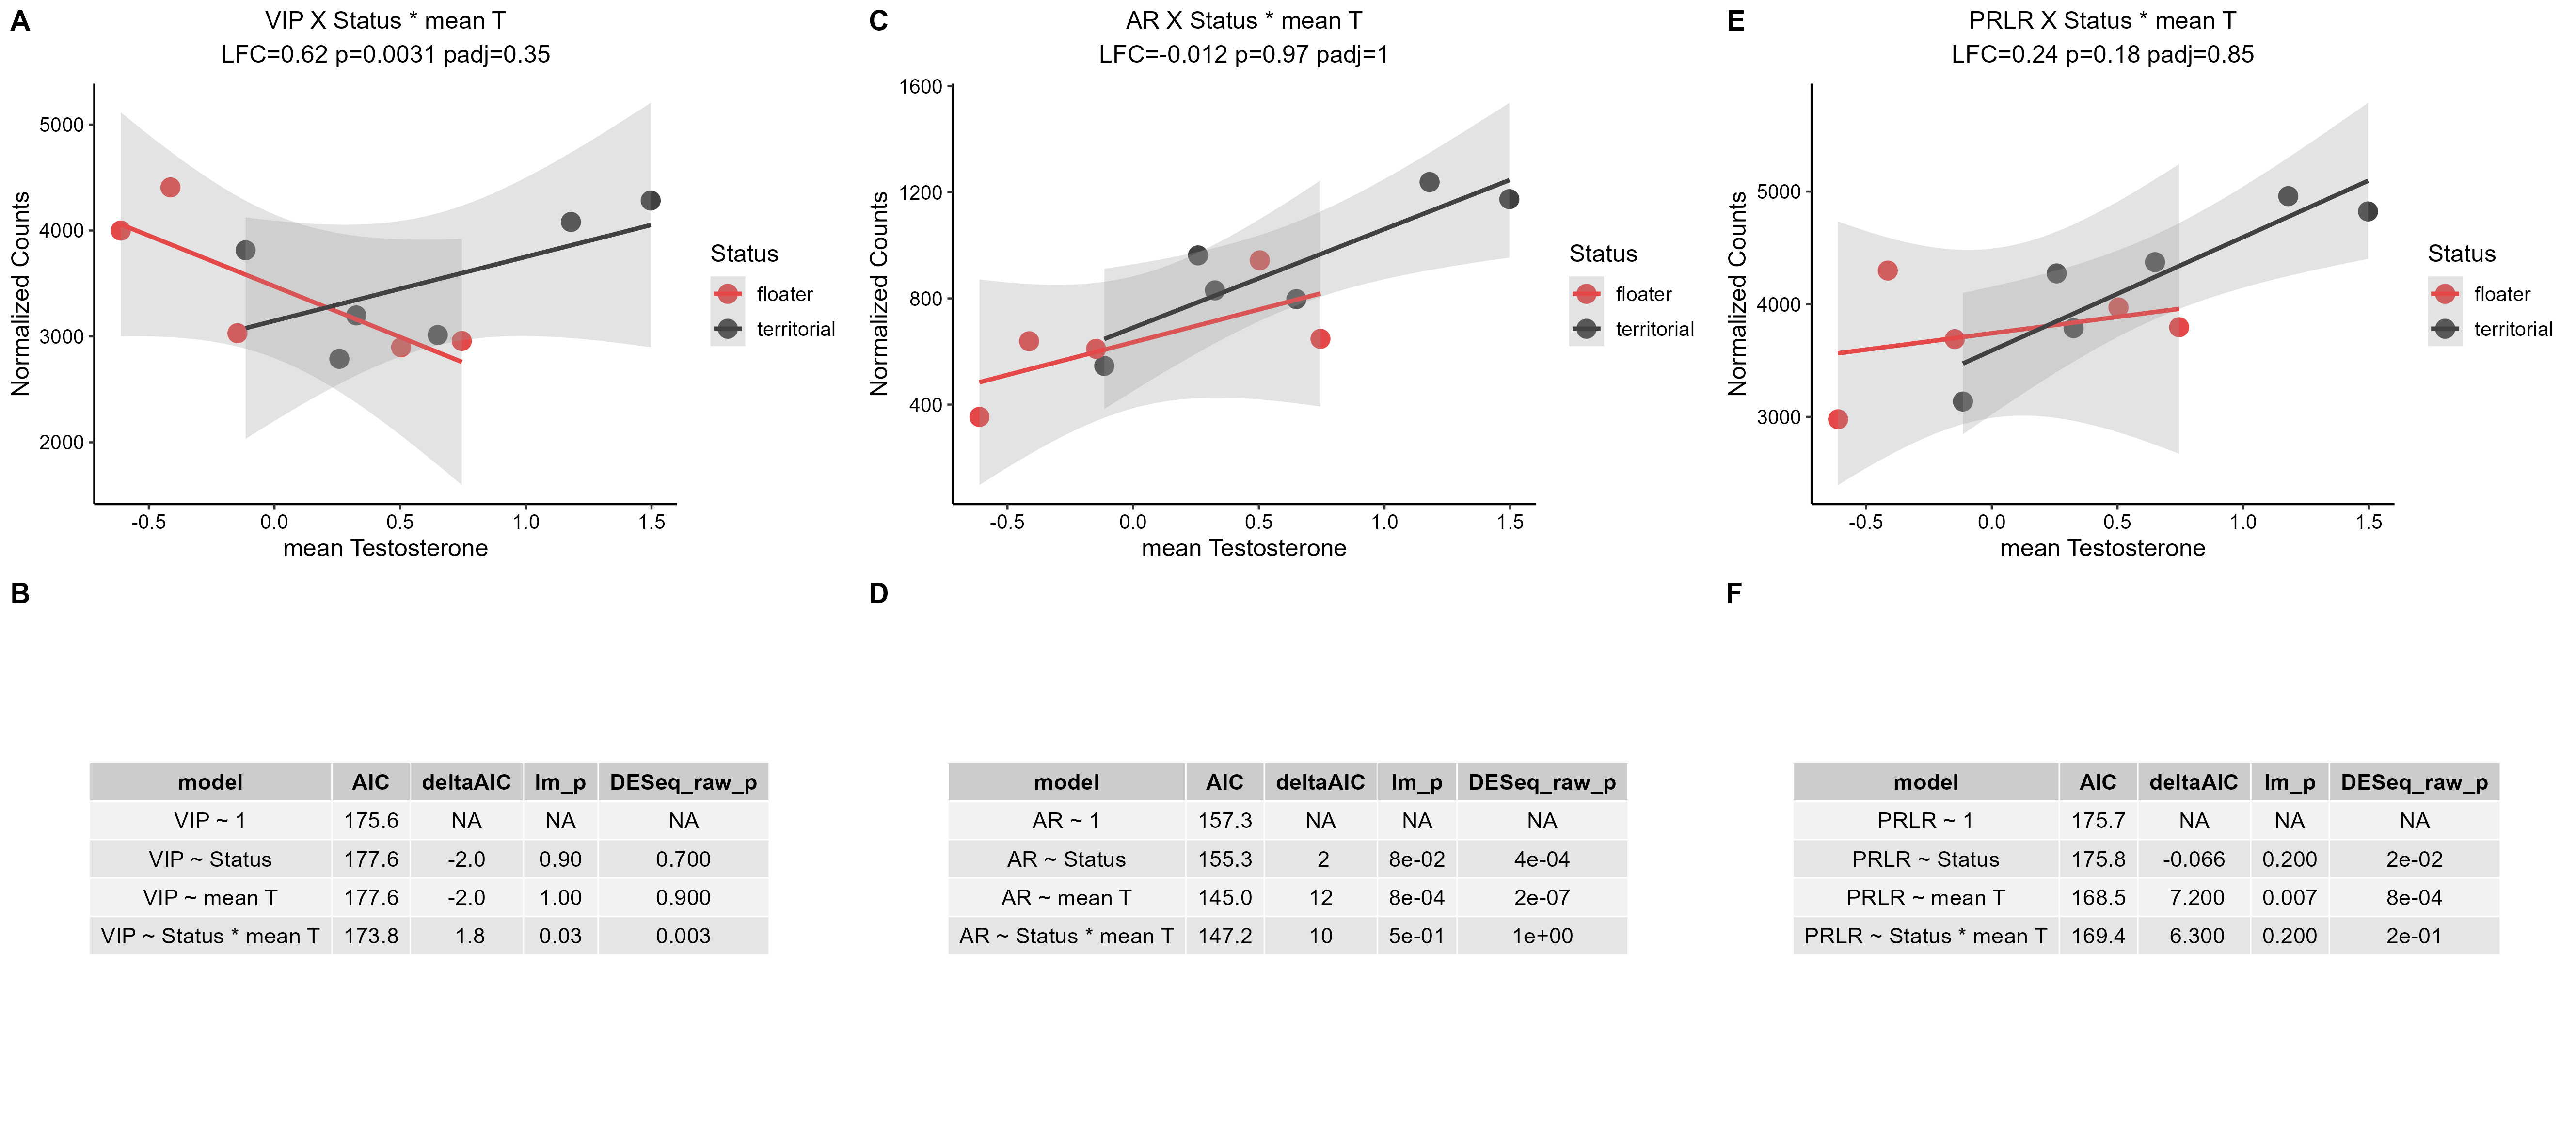 A
VIP X Status * mean T
LFC=0.62 p=0.0031 padj=0.35
Normalized Counts
5000
4000
3000
2000
-0.5 0.0 0.5 1.0 1.5
mean Testosterone
Status
floater
territorial
C
AR X Status * mean T
LFC=-0.012 p=0.97 padj=1
Normalized Counts
1600
1200
800
400
-0.5 0.0 0.5 1.0 1.5
mean Testosterone
Status
floater
territorial
E
PRLR X Status * mean T
LFC=0.24 p=0.18 padj=0.85
Normalized Counts
5000
4000
3000
-0.5 0.0 0.5 1.0 1.5
mean Testosterone
Status
floater
territorial
B
model AIC deltaAIC lm_p DESeq_raw_p
VIP ~ 1 175.6 NA NA NA
VIP ~ Status 177.6 -2.0 0.90 0.700
VIP ~ mean T 177.6 -2.0 1.00 0.900
VIP ~ Status * mean T 173.8 1.8 0.03 0.003
D
model AIC deltaAIC lm_p DESeq_raw_p
AR ~ 1 157.3 NA NA NA
AR ~ Status 155.3 2 8e-02 4e-04
AR ~ mean T 145.0 12 8e-04 2e-07
AR ~ Status * mean T 147.2 10 5e-01 1e+00
F
model AIC deltaAIC lm_p DESeq_raw_p
PRLR ~ 1 175.7 NA NA NA
PRLR ~ Status 175.8 -0.066 0.200 2e-02
PRLR ~ mean T 168.5 7.200 0.007 8e-04
PRLR ~ Status * mean T 169.4 6.300 0.200 2e-01